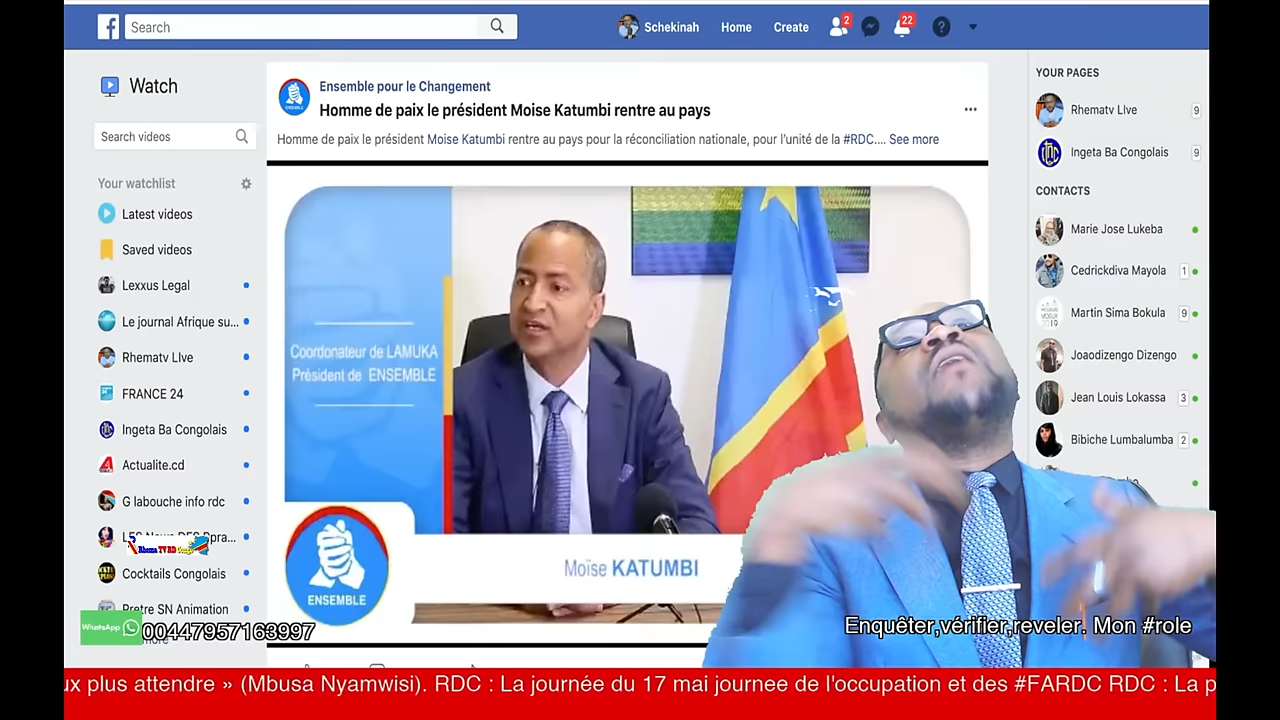 Search
Schekinah
Home
Create
2
22
Watch
Search videos
Your watchlist
Latest videos
Saved videos
Lexxus Legal
Le journal Afrique su...
Rhematv LIve
FRANCE 24
Ingeta Ba Congolais
Actualite.cd
G labouche info rdc
Rhema TV RD Congo
Cocktails Congolais
Pretre SN Animation
WhatsApp
00447957163997
Ensemble pour le Changement
Homme de paix le président Moise Katumbi rentre au pays
Homme de paix le président Moise Katumbi rentre au pays pour la réconciliation nationale, pour l'unité de la #RDC.... See more
Coordonateur de LAMUKA
Président de ENSEMBLE
ENSEMBLE
Moïse KATUMBI
YOUR PAGES
Rhematv LIve 9
Ingeta Ba Congolais 9
CONTACTS
Marie Jose Lukeba
Cedrickdiva Mayola 1
Martin Sima Bokula 9
Joaodizengo Dizengo
Jean Louis Lokassa 3
Bibiche Lumbalumba 2
Enquêter,vérifier,reveler. Mon #role
ux plus attendre » (Mbusa Nyamwisi). RDC : La journée du 17 mai journee de l'occupation et des #FARDC RDC : La p